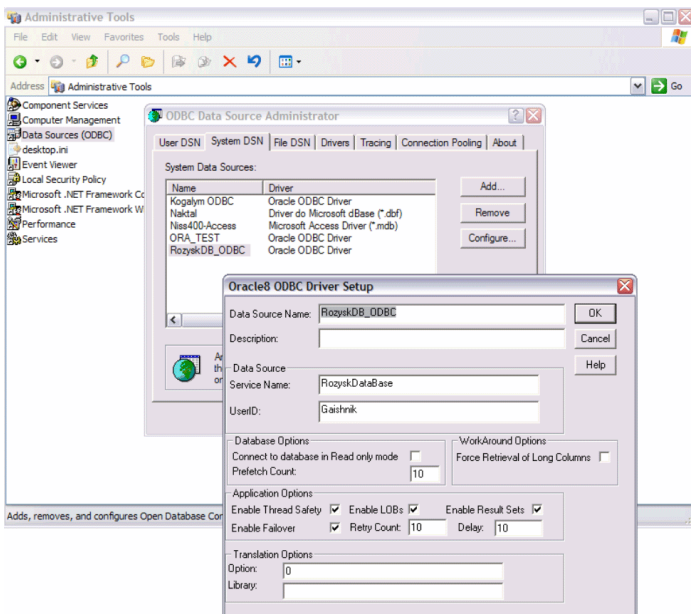 Administrative Tools
File Edit View Favorites Tools Help
Address Administrative Tools Go
Component Services
Computer Management
Data Sources (ODBC)
desktop.ini
Event Viewer
Local Security Policy
Microsoft .NET Framework Co
Microsoft .NET Framework W
Performance
Services
ODBC Data Source Administrator
User DSN System DSN File DSN Drivers Tracing Connection Pooling About
System Data Sources:
Name Driver
Kogalym ODBC Oracle ODBC Driver
Naktal Driver do Microsoft dBase (*.dbf)
Niss400-Access Microsoft Access Driver (*.mdb)
ORA_TEST Oracle ODBC Driver
RozyskDB_ODBC Oracle ODBC Driver
Add...
Remove
Configure...
Oracle8 ODBC Driver Setup
Data Source Name: RozyskDB_ODBC OK
Description: Cancel
Help
Data Source
Service Name: RozyskDataBase
UserID: Gaishnik
Database Options
Connect to database in Read only mode
Prefetch Count: 10
WorkAround Options
Force Retrieval of Long Columns
Application Options
Enable Thread Safety Enable LOBs Enable Result Sets
Enable Failover Retry Count: 10 Delay: 10
Translation Options
Option: 0
Library:
Adds, removes, and configures Open Database Cor